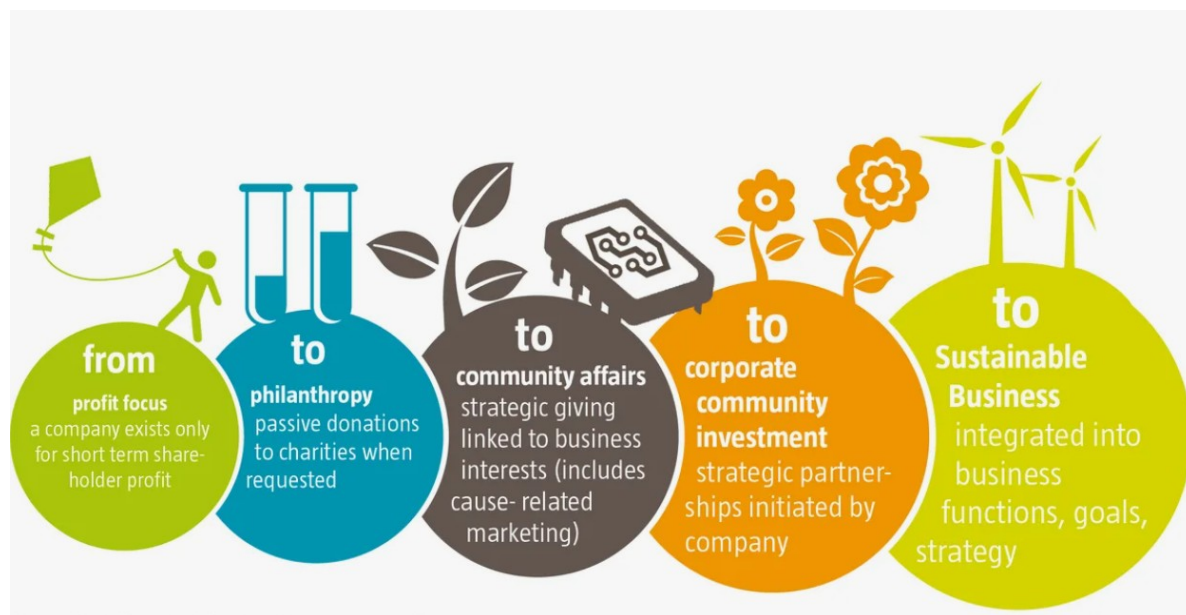 from
profit focus
a company exists only
for short term share-
holder profit
to
philanthropy
passive donations
to charities when
requested
to
community affairs
strategic giving
linked to business
interests (includes
cause- related
marketing)
to
corporate
community
investment
strategic partner-
ships initiated by
company
to
Sustainable
Business
integrated into
business
functions, goals,
strategy